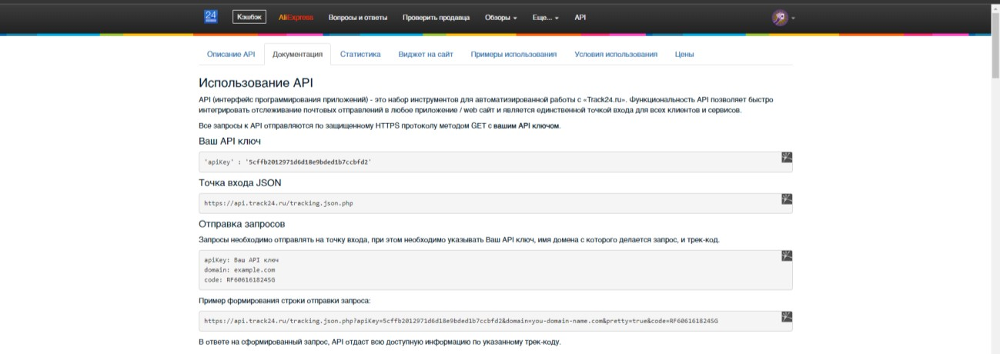 24
Кэшбэк
AliExpress
Вопросы и ответы
Проверить продавца
Обзоры
Еще...
API
Описание API
Документация
Статистика
Виджет на сайт
Примеры использования
Условия использования
Цены
Использование API
API (интерфейс программирования приложений) - это набор инструментов для автоматизированной работы с «Track24.ru». Функциональность API позволяет быстро
интегрировать отслеживание почтовых отправлений в любое приложение / web сайт и является единственной точкой входа для всех клиентов и сервисов.
Все запросы к API отправляются по защищенному HTTPS протоколу методом GET с вашим API ключом.
Ваш API ключ
'apiKey' : '5cffb2012971d6d18e9bded1b7ccbfd2'
Точка входа JSON
https://api.track24.ru/tracking.json.php
Отправка запросов
Запросы необходимо отправлять на точку входа, при этом необходимо указывать Ваш API ключ, имя домена с которого делается запрос, и трек-код.
apiKey: Ваш API ключ
domain: example.com
code: RF606161824SG
Пример формирования строки отправки запроса:
https://api.track24.ru/tracking.json.php?apiKey=5cffb2012971d6d18e9bded1b7ccbfd2&domain=you-domain-name.com&pretty=true&code=RF606161824SG
В ответе на сформированный запрос, API отдаст всю доступную информацию по указанному трек-коду.